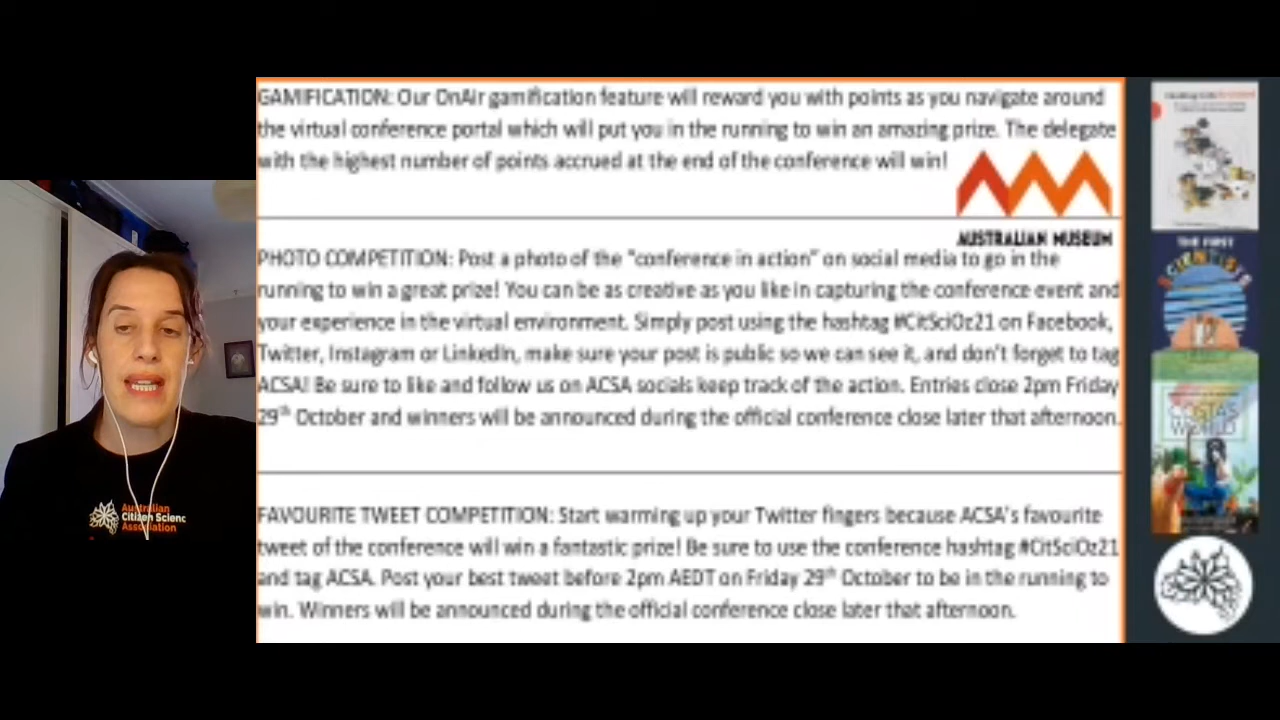 GAMIFICATION: Our OnAir gamification feature will reward you with points as you navigate around
the virtual conference portal which will put you in the running to win an amazing prize. The delegate
with the highest number of points accrued at the end of the conference will win!
AUSTRALIAN MUSEUM
PHOTO COMPETITION: Post a photo of the "conference in action" on social media to go in the
running to win a great prize! You can be as creative as you like in capturing the conference event and
your experience in the virtual environment. Simply post using the hashtag #CitSciOz21 on Facebook,
Twitter, Instagram or LinkedIn, make sure your post is public so we can see it, and don't forget to tag
ACSA! Be sure to like and follow us on ACSA socials keep track of the action. Entries close 2pm Friday
29th October and winners will be announced during the official conference close later that afternoon.
FAVOURITE TWEET COMPETITION: Start warming up your Twitter fingers because ACSA's favourite
tweet of the conference will win a fantastic prize! Be sure to use the conference hashtag #CitSciOz21
and tag ACSA. Post your best tweet before 2pm AEDT on Friday 29th October to be in the running to
win. Winners will be announced during the official conference close later that afternoon.
Australian
Citizen Scienc
Association
THE FIRST
SCIENTISTS
COSTA'S
WORLD